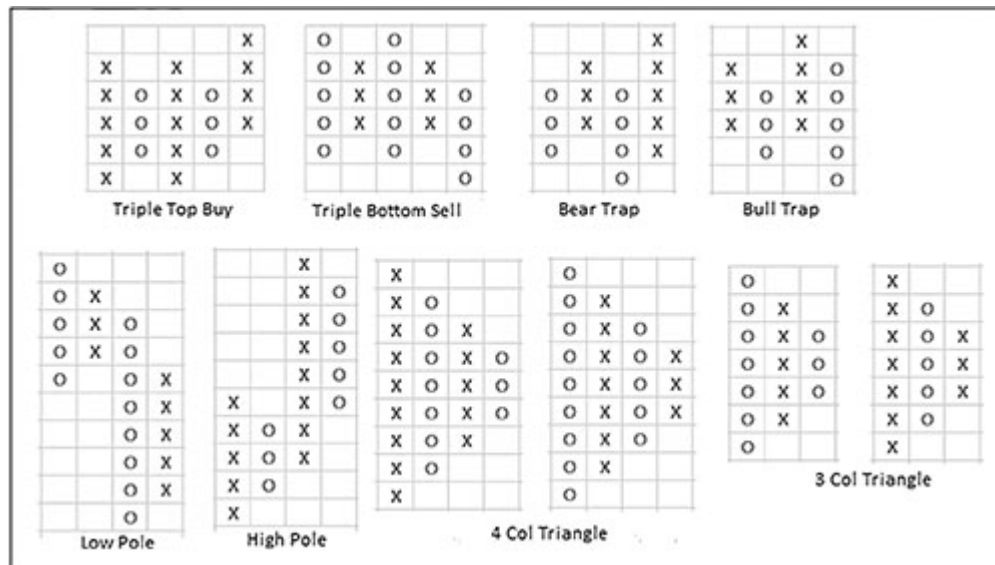 X
X X X
X O X O X
X O X O X
X O X O
X X
Triple Top Buy
O O
O X O X
O X O X O
O X O X O
O O O
O
Triple Bottom Sell
X
X X
O X O X
O X O X
O O X
O
Bear Trap
X
X X O
X O X O
X O X O
O O
O
Bull Trap
O
O X
O X O
O X O
O O X
O X
O X
O X
O X
O
Low Pole
X
X O
X O
X O
X O
X X O
X O X
X O X
X O
X
High Pole
X
X O
X O X
X O X O
X O X O
X O X O
X O X
X O
X
O
O X
O X O
O X O X
O X O X
O X O X
O X O
O X
O
4 Col Triangle
O
O X
O X O
O X O
O X O
O X
O
X
X O
X O X
X O X
X O X
X O
X
3 Col Triangle